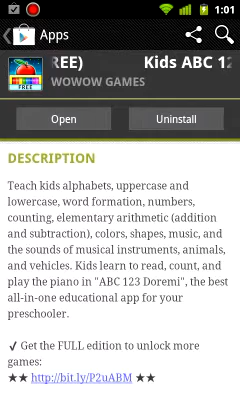 1:01
Apps
REE) Kids ABC 12
WOWOW GAMES
FREE
Open Uninstall
DESCRIPTION
Teach kids alphabets, uppercase and
lowercase, word formation, numbers,
counting, elementary arithmetic (addition
and subtraction), colors, shapes, music, and
the sounds of musical instruments, animals,
and vehicles. Kids learn to read, count, and
play the piano in "ABC 123 Doremi", the best
all-in-one educational app for your
preschooler.
✔ Get the FULL edition to unlock more
games:
★★ http://bit.ly/P2uABM ★★